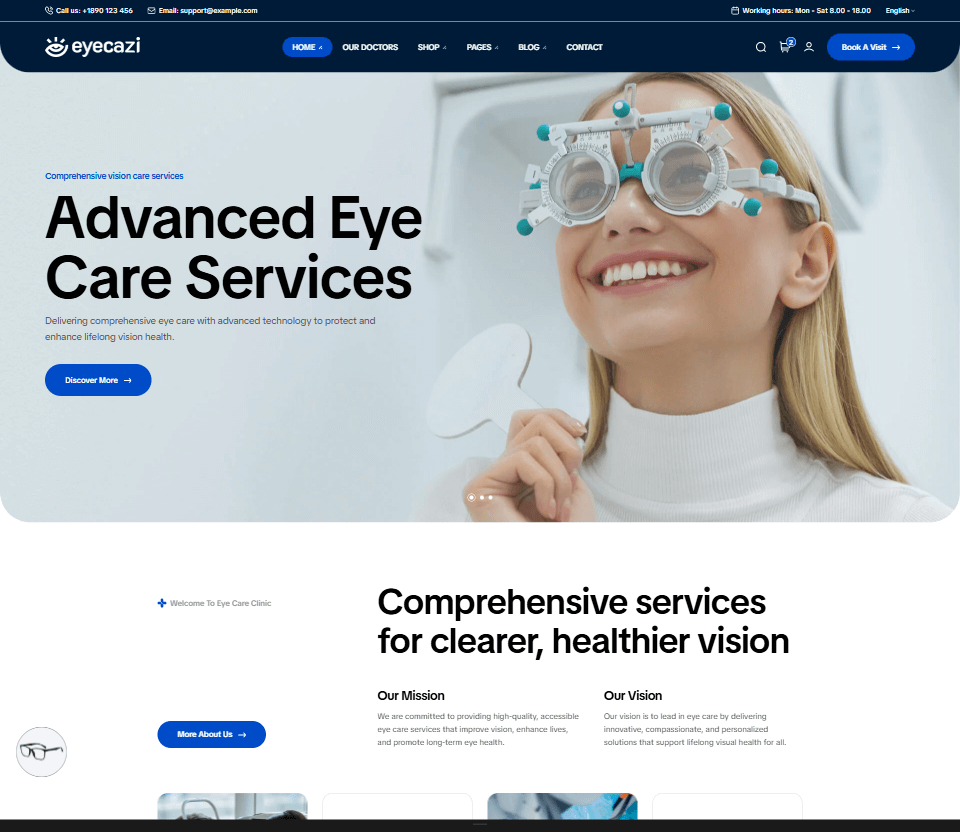 Call us: +1890 123 456
Email: support@example.com
Working hours: Mon - Sat 8.00 - 18.00
English
eyecazi
HOME
OUR DOCTORS
SHOP
PAGES
BLOG
CONTACT
2
Book A Visit
Comprehensive vision care services
Advanced Eye
Care Services
Delivering comprehensive eye care with advanced technology to protect and
enhance lifelong vision health.
Discover More
Welcome To Eye Care Clinic
Comprehensive services
for clearer, healthier vision
More About Us
Our Mission
We are committed to providing high-quality, accessible
eye care services that improve vision, enhance lives,
and promote long-term eye health.
Our Vision
Our vision is to lead in eye care by delivering
innovative, compassionate, and personalized
solutions that support lifelong visual health for all.